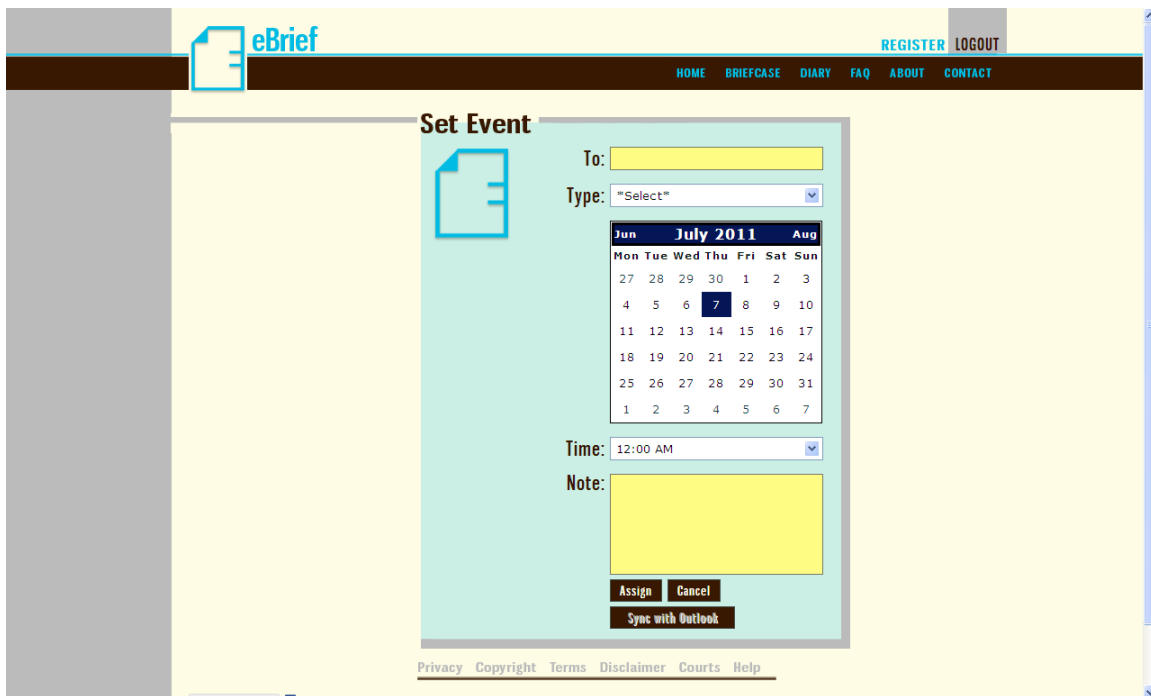 eBrief
REGISTER LOGOUT
HOME BRIEFCASE DIARY FAQ ABOUT CONTACT
Set Event
To:
Type: *Select*
Jun July 2011 Aug
Mon Tue Wed Thu Fri Sat Sun
27 28 29 30 1 2 3
4 5 6 7 8 9 10
11 12 13 14 15 16 17
18 19 20 21 22 23 24
25 26 27 28 29 30 31
1 2 3 4 5 6 7
Time: 12:00 AM
Note:
Assign Cancel
Sync with Outlook
Privacy Copyright Terms Disclaimer Courts Help